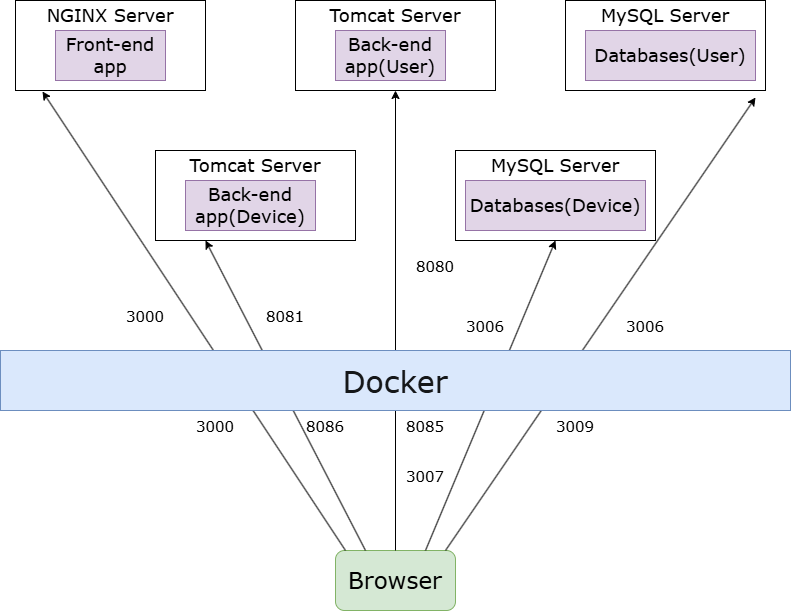 NGINX Server
Front-end
app
Tomcat Server
Back-end
app(User)
MySQL Server
Databases(User)
Tomcat Server
Back-end
app(Device)
MySQL Server
Databases(Device)
8080
3000
8081
3006
3006
Docker
3000
8086
8085
3009
3007
Browser